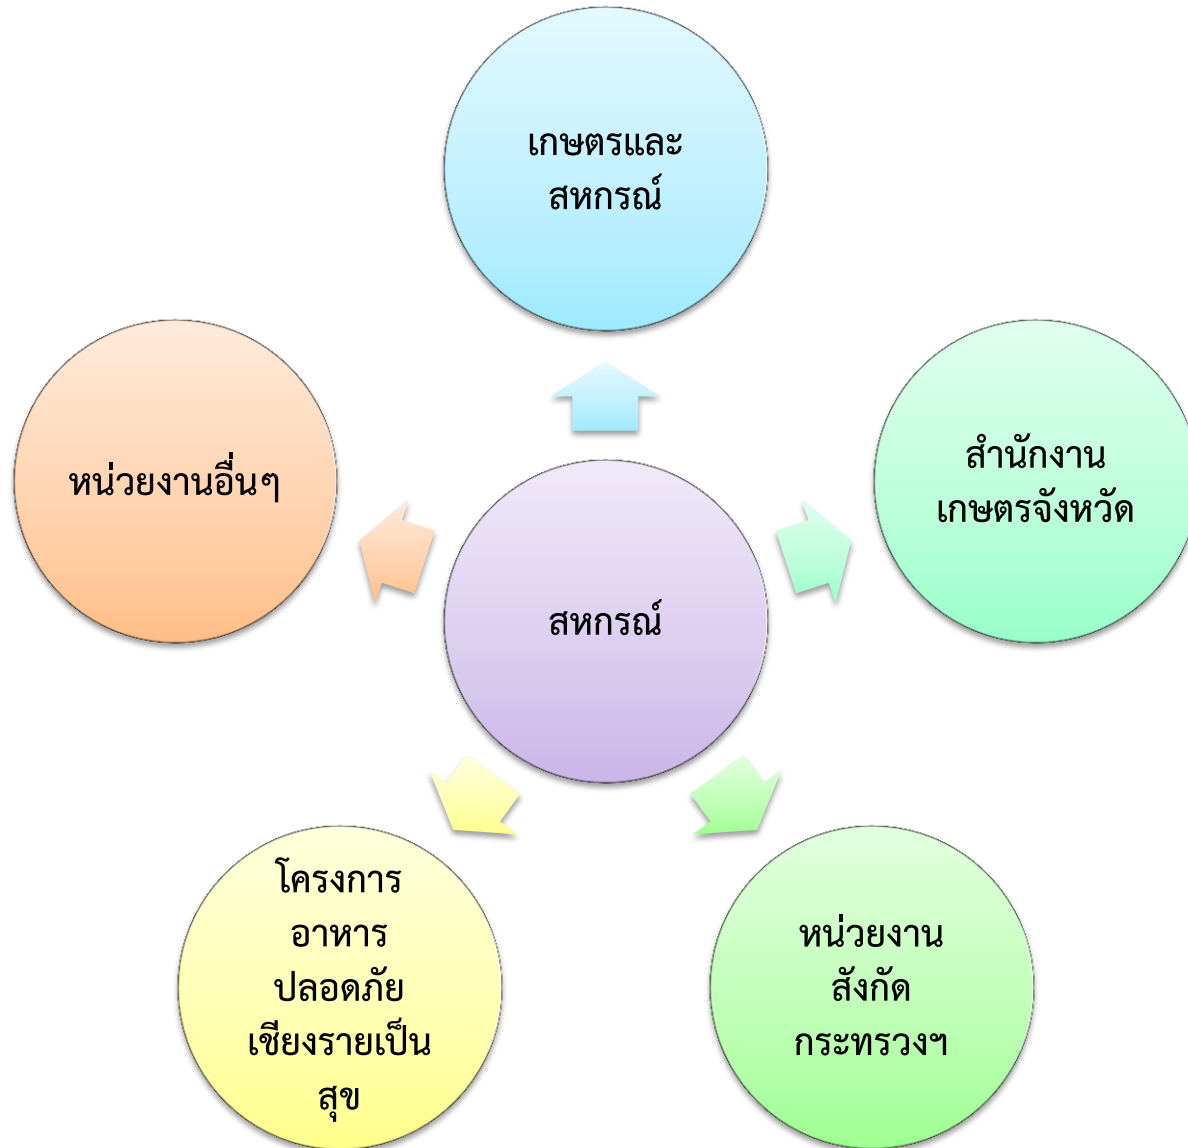 เกษตรและ
สหกรณ์
หน่วยงานอื่นๆ
สำนักงาน
เกษตรจังหวัด
สหกรณ์
โครงการ
อาหาร
ปลอดภัย
เชียงรายเป็น
สุข
หน่วยงาน
สังกัด
กระทรวงฯ